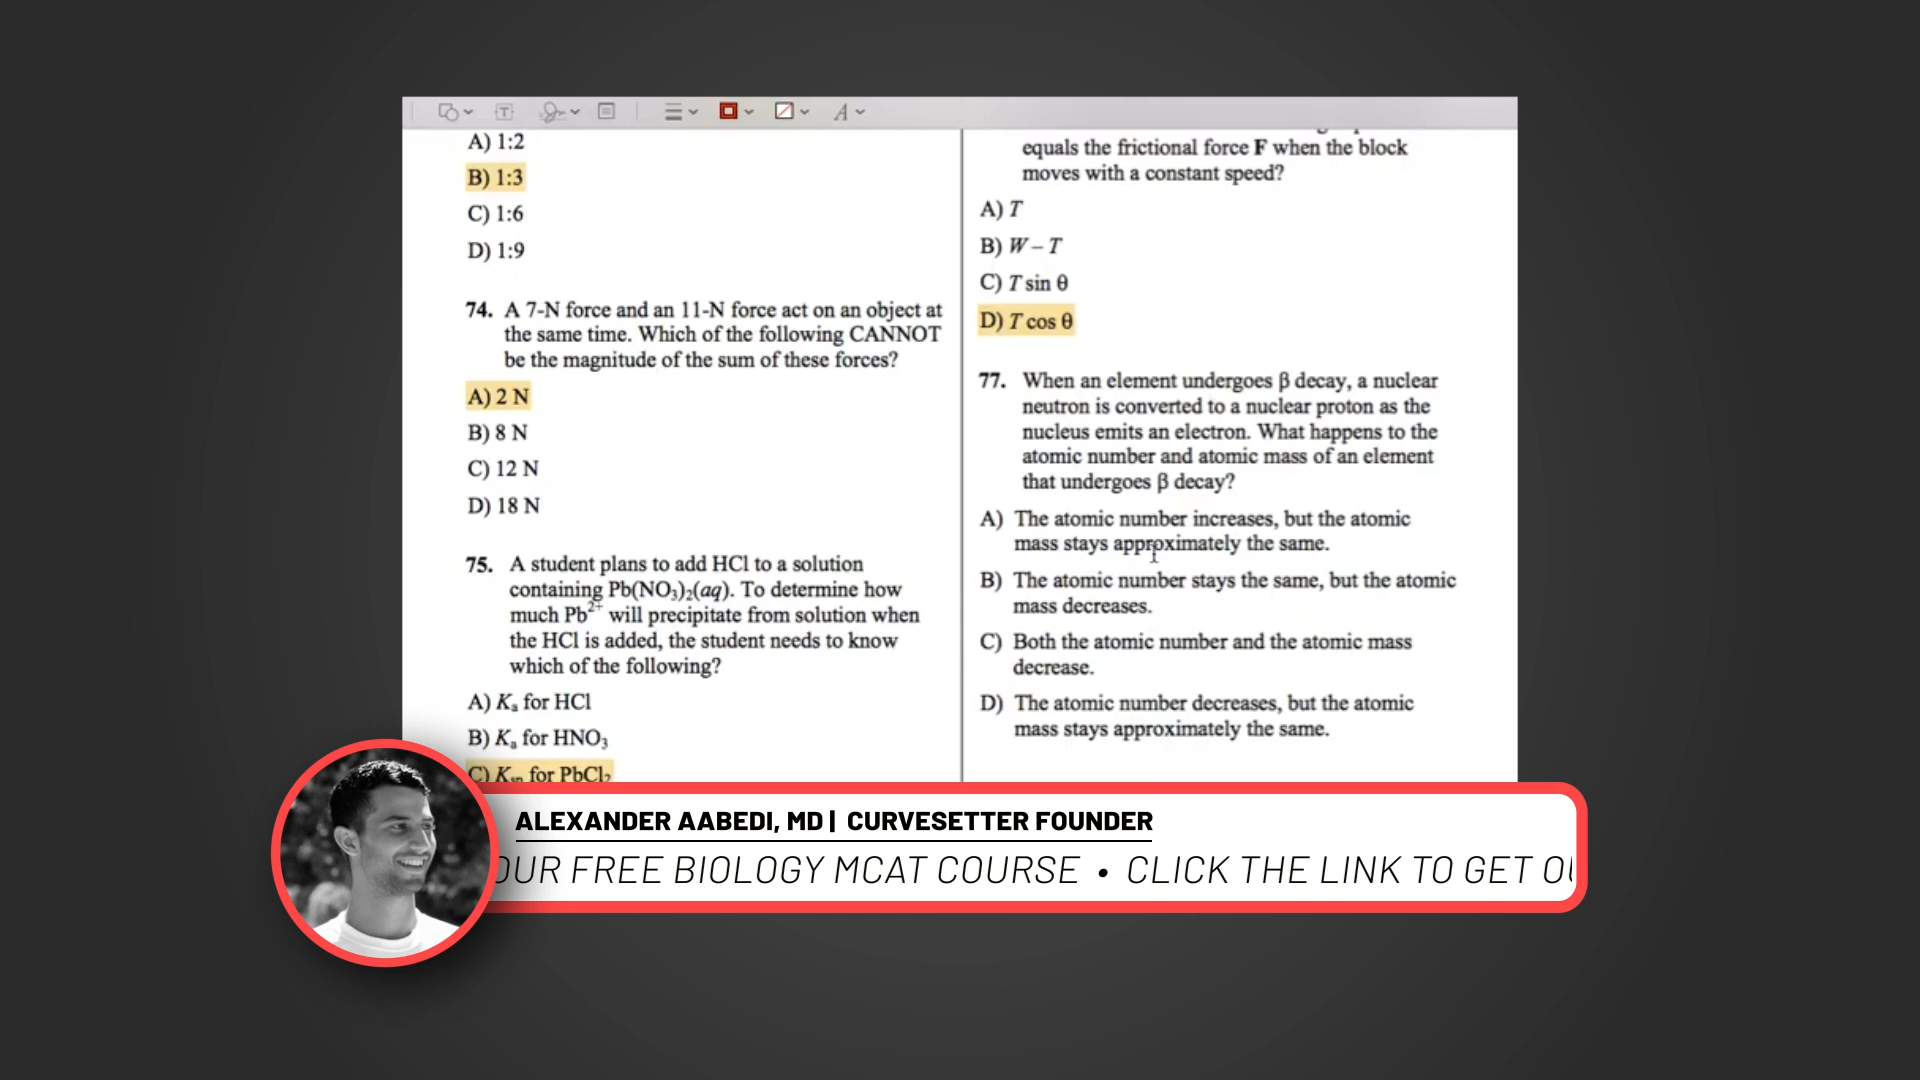 A) 1:2
B) 1:3
C) 1:6
D) 1:9
74. A 7-N force and an 11-N force act on an object at
the same time. Which of the following CANNOT
be the magnitude of the sum of these forces?
A) 2 N
B) 8 N
C) 12 N
D) 18 N
75. A student plans to add HCl to a solution
containing Pb(NO₃)₂(aq). To determine how
much Pb²⁺ will precipitate from solution when
the HCl is added, the student needs to know
which of the following?
A) Kₐ for HCl
B) Kₐ for HNO₃
C) Kₛₚ for PbCl₂
equals the frictional force F when the block
moves with a constant speed?
A) T
B) W – T
C) T sin θ
D) T cos θ
77. When an element undergoes β decay, a nuclear
neutron is converted to a nuclear proton as the
nucleus emits an electron. What happens to the
atomic number and atomic mass of an element
that undergoes β decay?
A) The atomic number increases, but the atomic
mass stays approximately the same.
B) The atomic number stays the same, but the atomic
mass decreases.
C) Both the atomic number and the atomic mass
decrease.
D) The atomic number decreases, but the atomic
mass stays approximately the same.
ALEXANDER AABEDI, MD | CURVESETTER FOUNDER
OUR FREE BIOLOGY MCAT COURSE • CLICK THE LINK TO GET OU